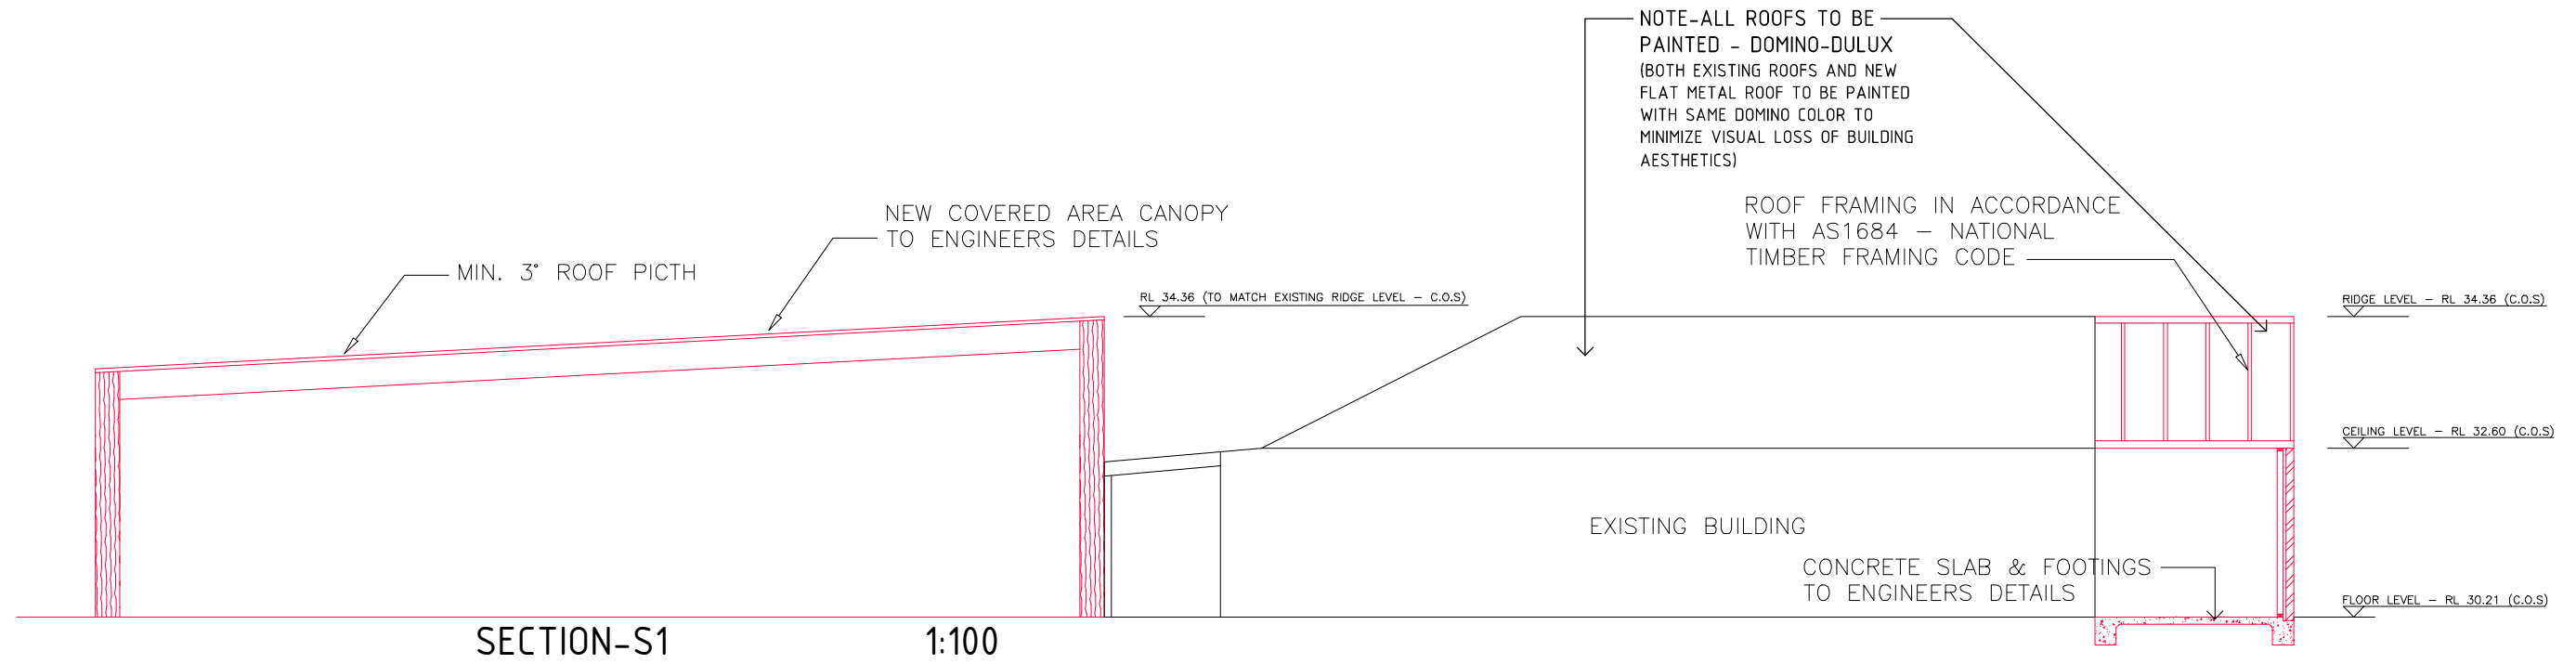 NOTE-ALL ROOFS TO BE
PAINTED - DOMINO-DULUX
(BOTH EXISTING ROOFS AND NEW
FLAT METAL ROOF TO BE PAINTED
WITH SAME DOMINO COLOR TO
MINIMIZE VISUAL LOSS OF BUILDING
AESTHETICS)
ROOF FRAMING IN ACCORDANCE
WITH AS1684 – NATIONAL
TIMBER FRAMING CODE
NEW COVERED AREA CANOPY
TO ENGINEERS DETAILS
MIN. 3° ROOF PICTH
RL 34.36 (TO MATCH EXISTING RIDGE LEVEL – C.O.S)
RIDGE LEVEL – RL 34.36 (C.O.S)
CEILING LEVEL – RL 32.60 (C.O.S)
EXISTING BUILDING
CONCRETE SLAB & FOOTINGS
TO ENGINEERS DETAILS
FLOOR LEVEL – RL 30.21 (C.O.S)
SECTION-S1 1:100